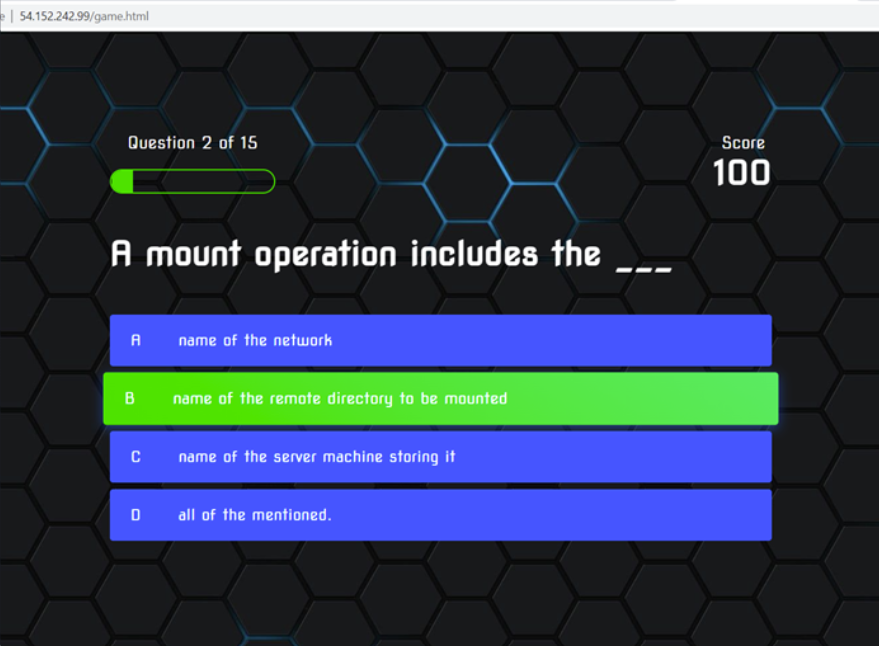 e | 54.152.242.99/game.html
Question 2 of 15
Score
100
A mount operation includes the ___
A name of the network
B name of the remote directory to be mounted
C name of the server machine storing it
D all of the mentioned.